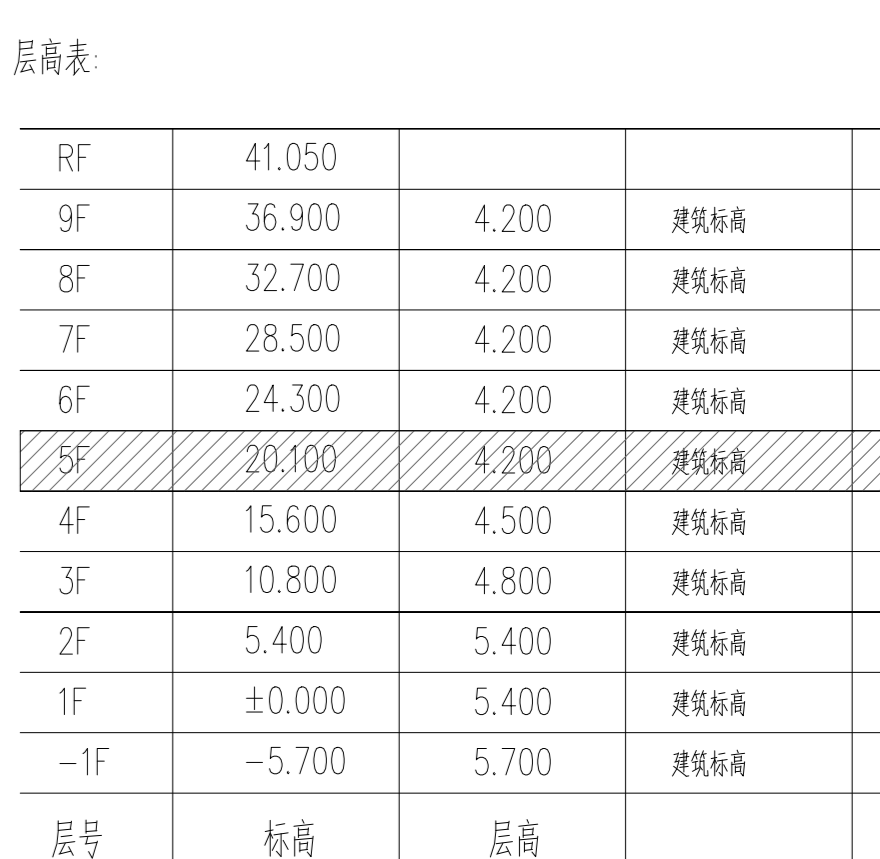 层高表:
RF 41.050
9F 36.900 4.200 建筑标高
8F 32.700 4.200 建筑标高
7F 28.500 4.200 建筑标高
6F 24.300 4.200 建筑标高
5F 20.100 4.200 建筑标高
4F 15.600 4.500 建筑标高
3F 10.800 4.800 建筑标高
2F 5.400 5.400 建筑标高
1F ±0.000 5.400 建筑标高
-1F -5.700 5.700 建筑标高
层号 标高 层高